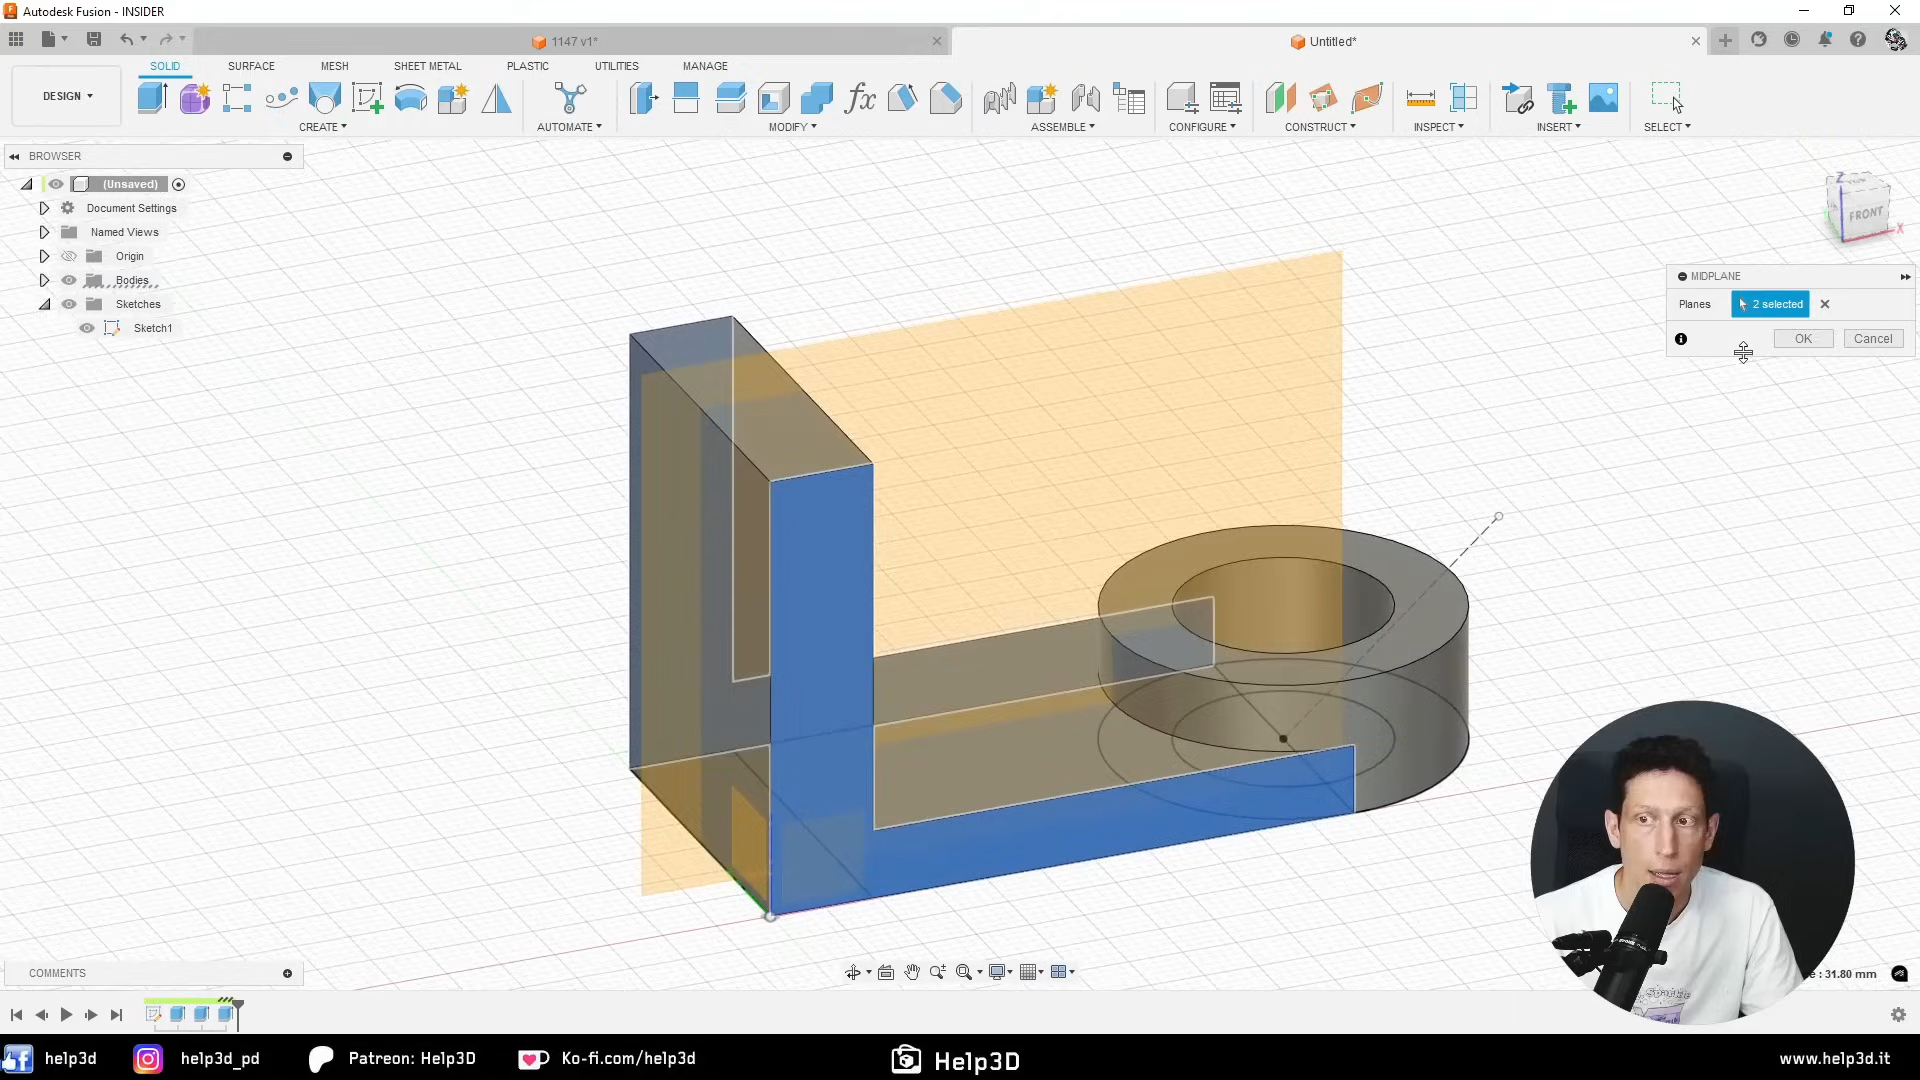 Autodesk Fusion - INSIDER
1147 v1*
Untitled*
DESIGN
SOLID
SURFACE
MESH
SHEET METAL
PLASTIC
UTILITIES
MANAGE
CREATE
AUTOMATE
MODIFY
ASSEMBLE
CONFIGURE
CONSTRUCT
INSPECT
INSERT
SELECT
BROWSER
(Unsaved)
Document Settings
Named Views
Origin
Bodies
Sketches
Sketch1
Z
FRONT
X
MIDPLANE
Planes
2 selected
OK
Cancel
COMMENTS
: 31.80 mm
help3d
help3d_pd
Patreon: Help3D
Ko-fi.com/help3d
Help3D
www.help3d.it